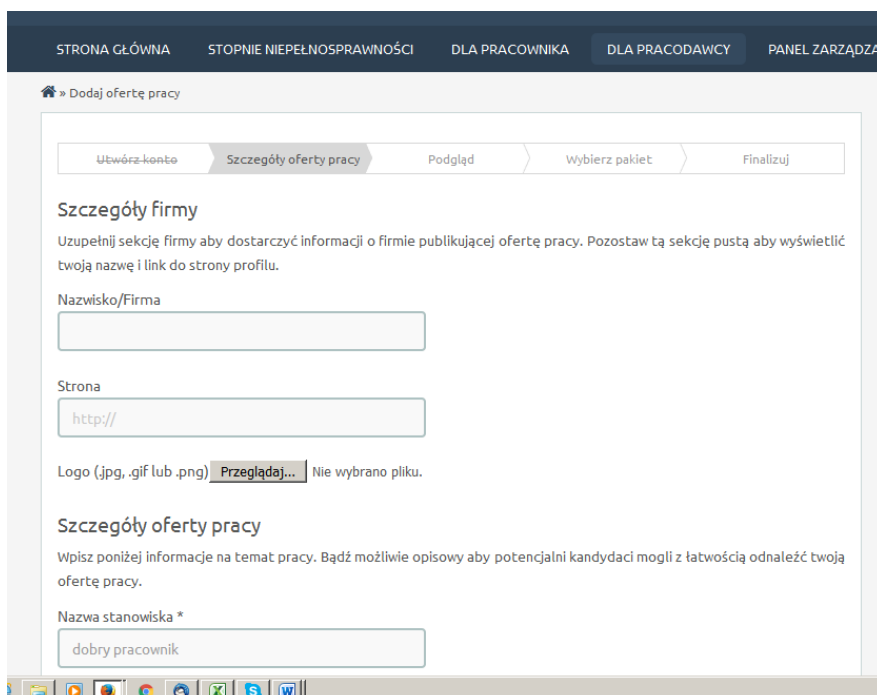 STRONA GŁÓWNA STOPNIE NIEPEŁNOSPRAWNOŚCI DLA PRACOWNIKA DLA PRACODAWCY PANEL ZARZĄDZA
» Dodaj ofertę pracy
Utwórz konto Szczegóły oferty pracy Podgląd Wybierz pakiet Finalizuj
Szczegóły firmy
Uzupełnij sekcję firmy aby dostarczyć informacji o firmie publikującej ofertę pracy. Pozostaw tą sekcję pustą aby wyświetlić
twoją nazwę i link do strony profilu.
Nazwisko/Firma
Strona
http://
Logo (.jpg, .gif lub .png) Przeglądaj... Nie wybrano pliku.
Szczegóły oferty pracy
Wpisz poniżej informacje na temat pracy. Bądź możliwie opisowy aby potencjalni kandydaci mogli z łatwością odnaleźć twoją
ofertę pracy.
Nazwa stanowiska *
dobry pracownik